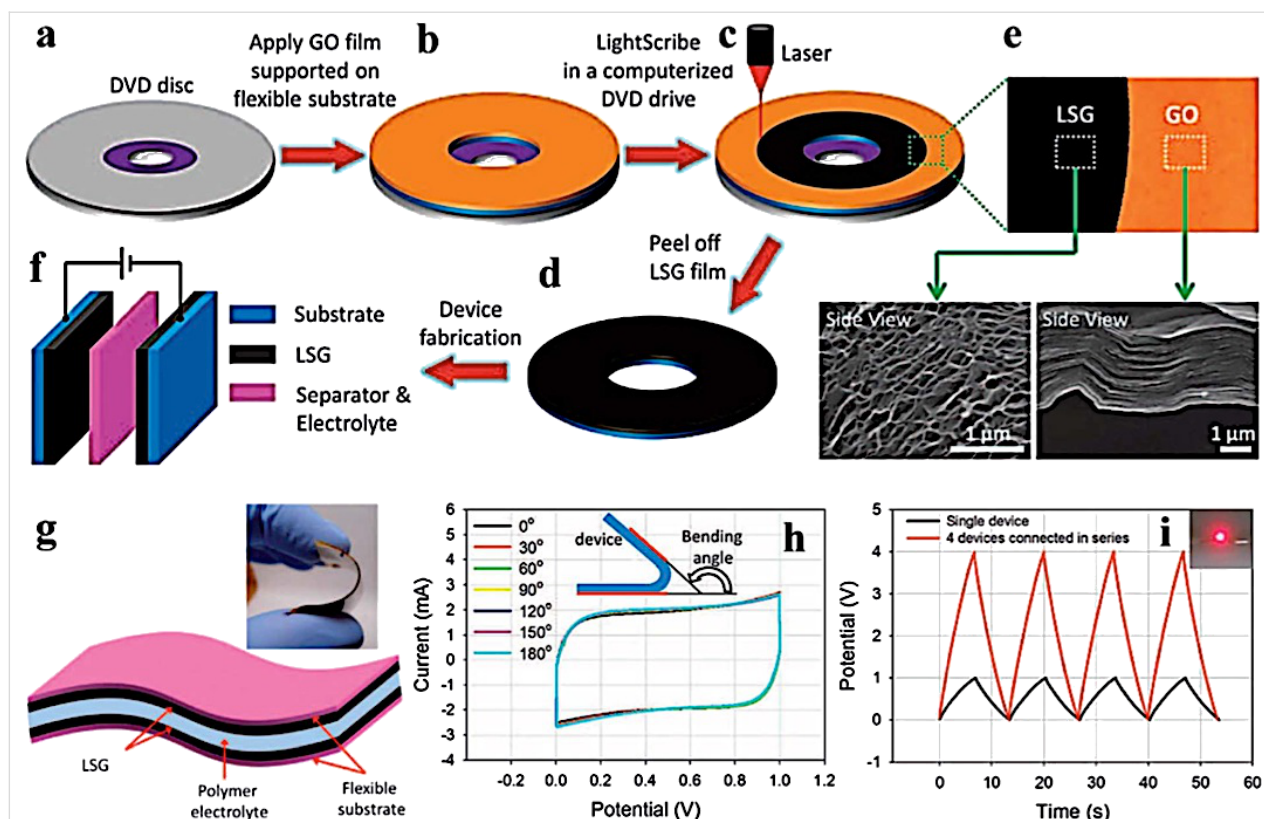 a
Apply GO film
supported on
flexible substrate
DVD disc
b
LightScribe
in a computerized
DVD drive
c
Laser
e
LSG
GO
Peel off
LSG film
d
Device
fabrication
f
Substrate
LSG
Separator &
Electrolyte
Side View
1 µm
Side View
1 µm
g
LSG
Polymer
electrolyte
Flexible
substrate
h
6
5
4
3
2
1
0
-1
-2
-3
-4
Current (mA)
0°
30°
60°
90°
120°
150°
180°
device
Bending
angle
-0.2
0.0
0.2
0.4
0.6
0.8
1.0
1.2
Potential (V)
i
Single device
4 devices connected in series
5
4
3
2
1
0
-1
Potential (V)
0
10
20
30
40
50
60
Time (s)